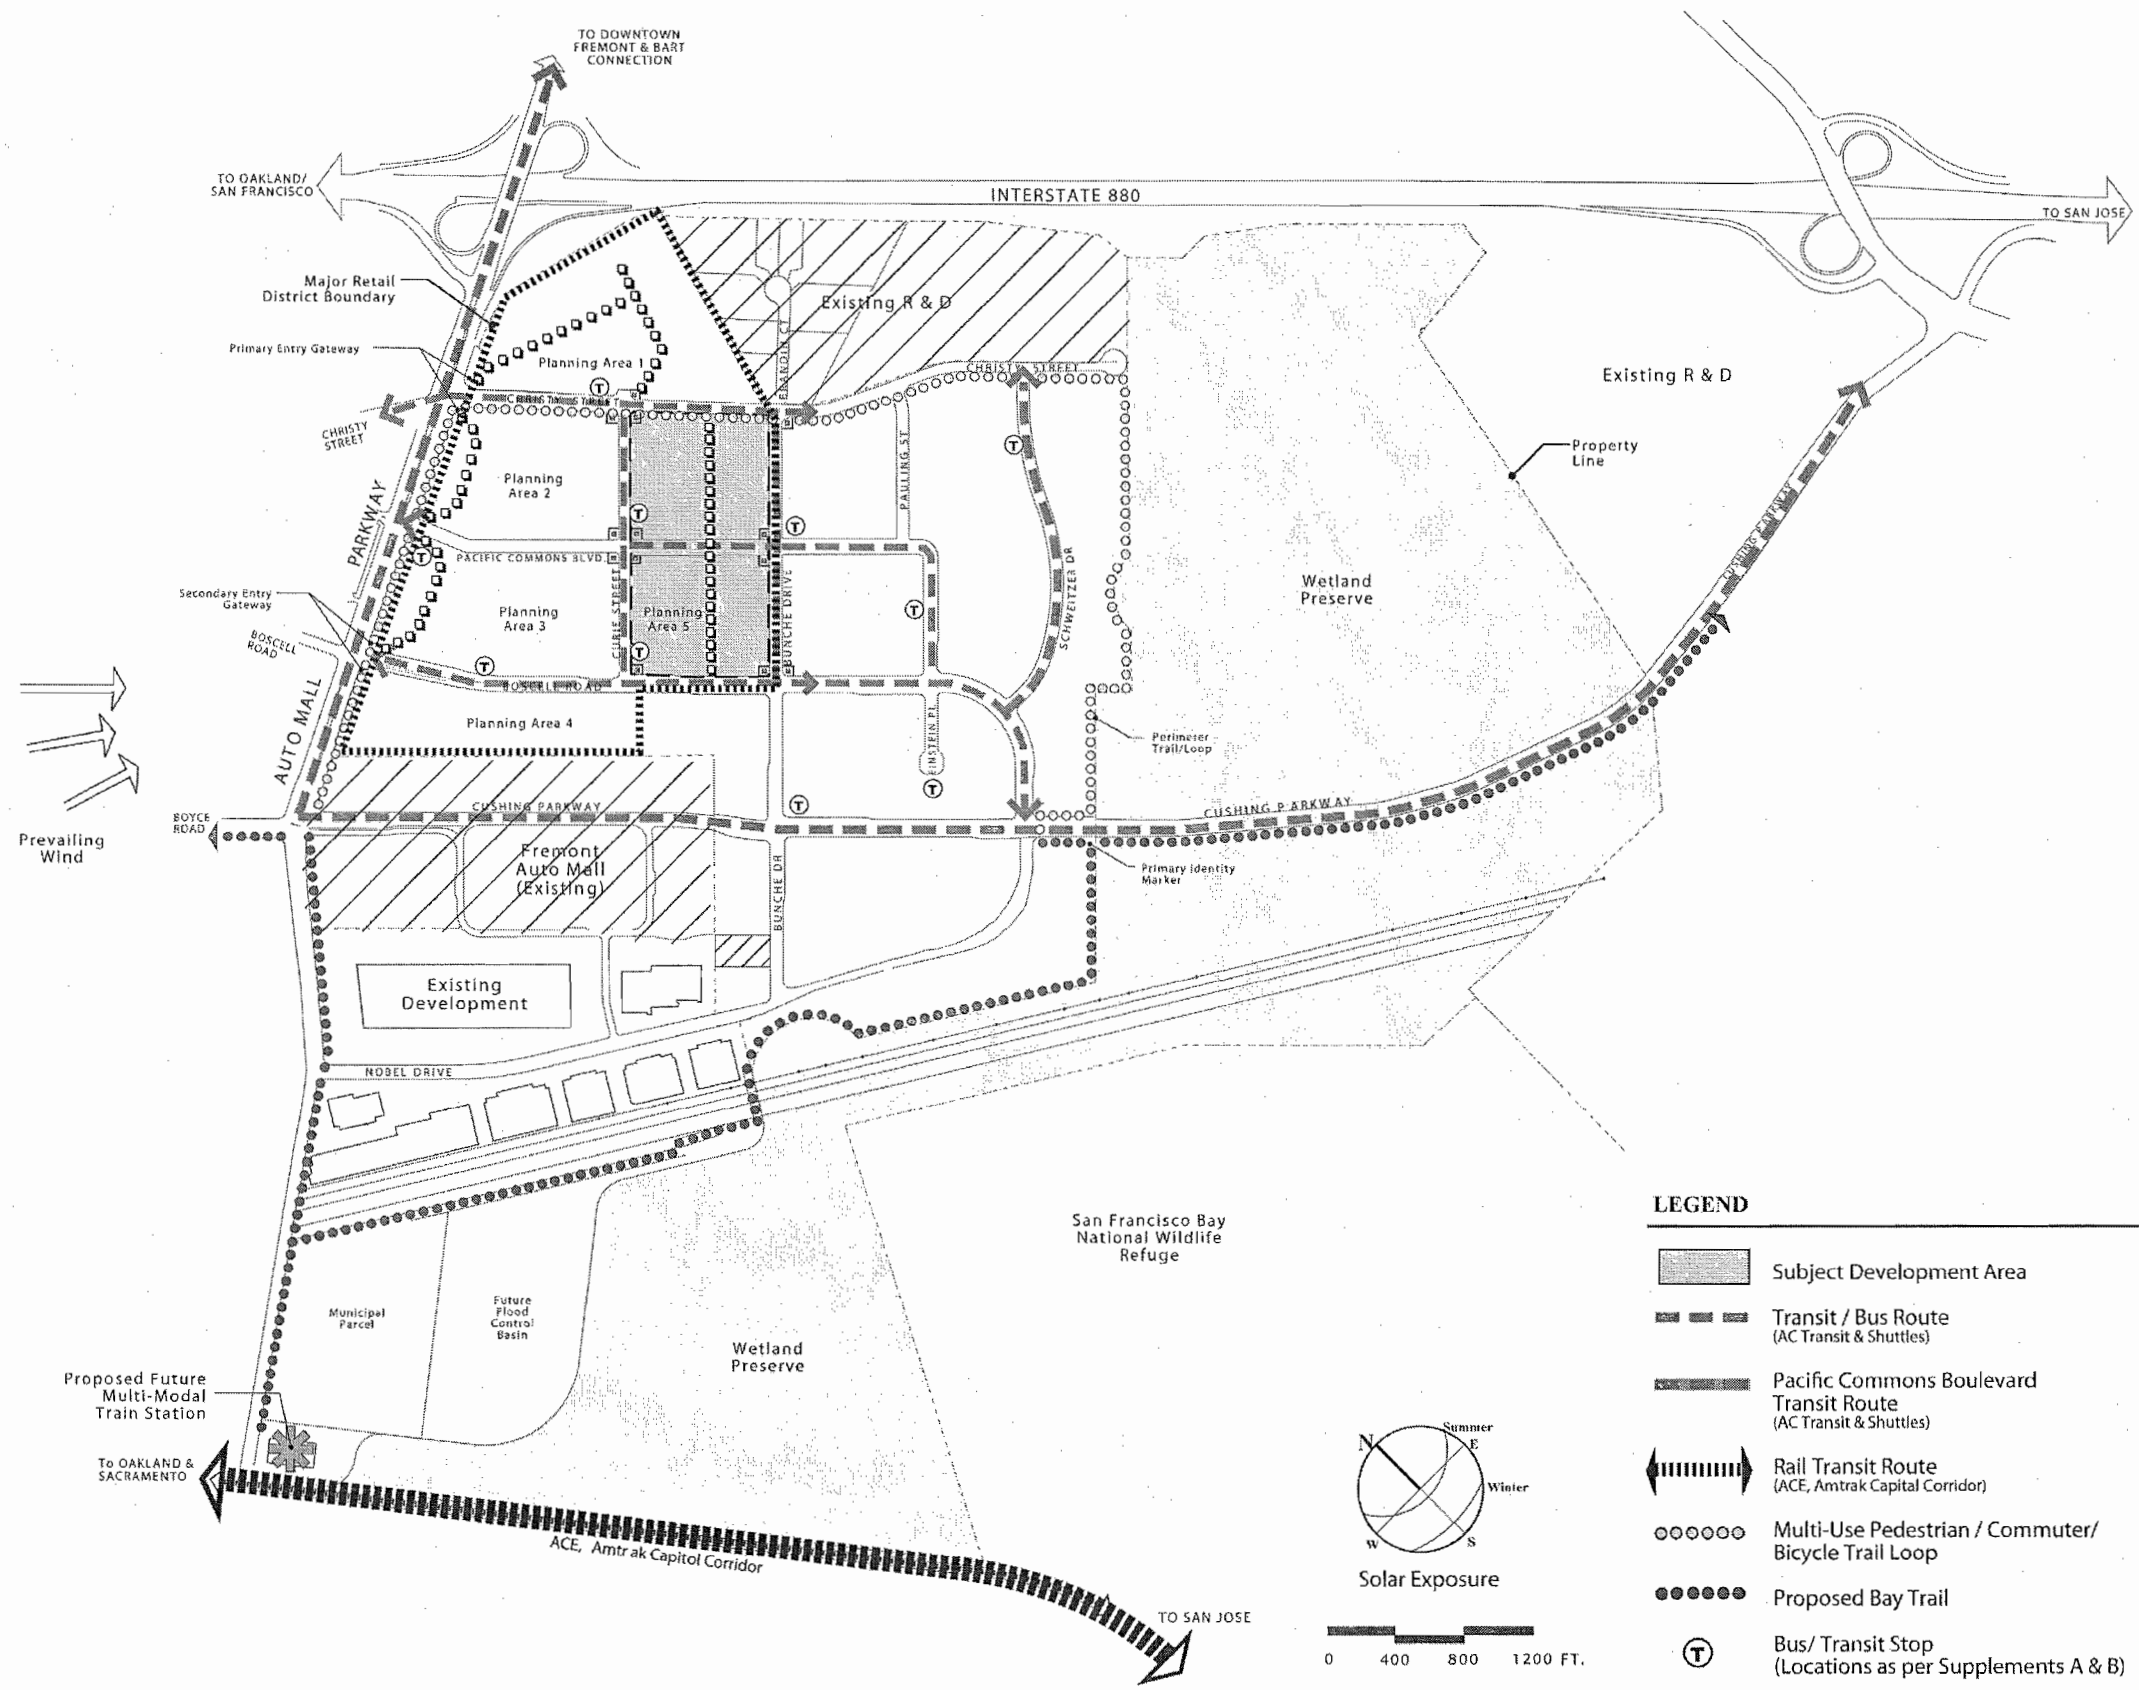 TO DOWNTOWN
FREMONT & BART
CONNECTION
TO OAKLAND/
SAN FRANCISCO
INTERSTATE 880
TO SAN JOSE
Major Retail
District Boundary
Existing R & D
Primary Entry Gateway
Planning Area 1
BRANDIN CT
CHRISTY STREET
Existing R & D
CHRISTY STREET
CHRISTY
STREET
Property
Line
PARKWAY
Planning
Area 2
PAULING ST
T
PACIFIC COMMONS BLVD.
CUSHING PARKWAY
Secondary Entry
Gateway
Planning
Area 3
CURIE STREET
Planning
Area 5
BUNCHE DRIVE
SCHWEITZER DR
Wetland
Preserve
BOSCELL
ROAD
BOSCELL ROAD
AUTO MALL
Planning Area 4
EINSTEIN PL
Perimeter
Trail/Loop
BOYCE
ROAD
CUSHING PARKWAY
CUSHING PARKWAY
Prevailing
Wind
Fremont
Auto Mall
(Existing)
BUNCHE DR
Primary Identity
Marker
Existing
Development
NOBEL DRIVE
San Francisco Bay
National Wildlife
Refuge
Municipal
Parcel
Future
Flood
Control
Basin
Wetland
Preserve
Proposed Future
Multi-Modal
Train Station
To OAKLAND &
SACRAMENTO
ACE, Amtrak Capitol Corridor
TO SAN JOSE
N
Summer
E
Winter
W
S
Solar Exposure
0 400 800 1200 FT.
LEGEND
Subject Development Area
Transit / Bus Route
(AC Transit & Shuttles)
Pacific Commons Boulevard
Transit Route
(AC Transit & Shuttles)
Rail Transit Route
(ACE, Amtrak Capital Corridor)
Multi-Use Pedestrian / Commuter/
Bicycle Trail Loop
Proposed Bay Trail
T
Bus/ Transit Stop
(Locations as per Supplements A & B)